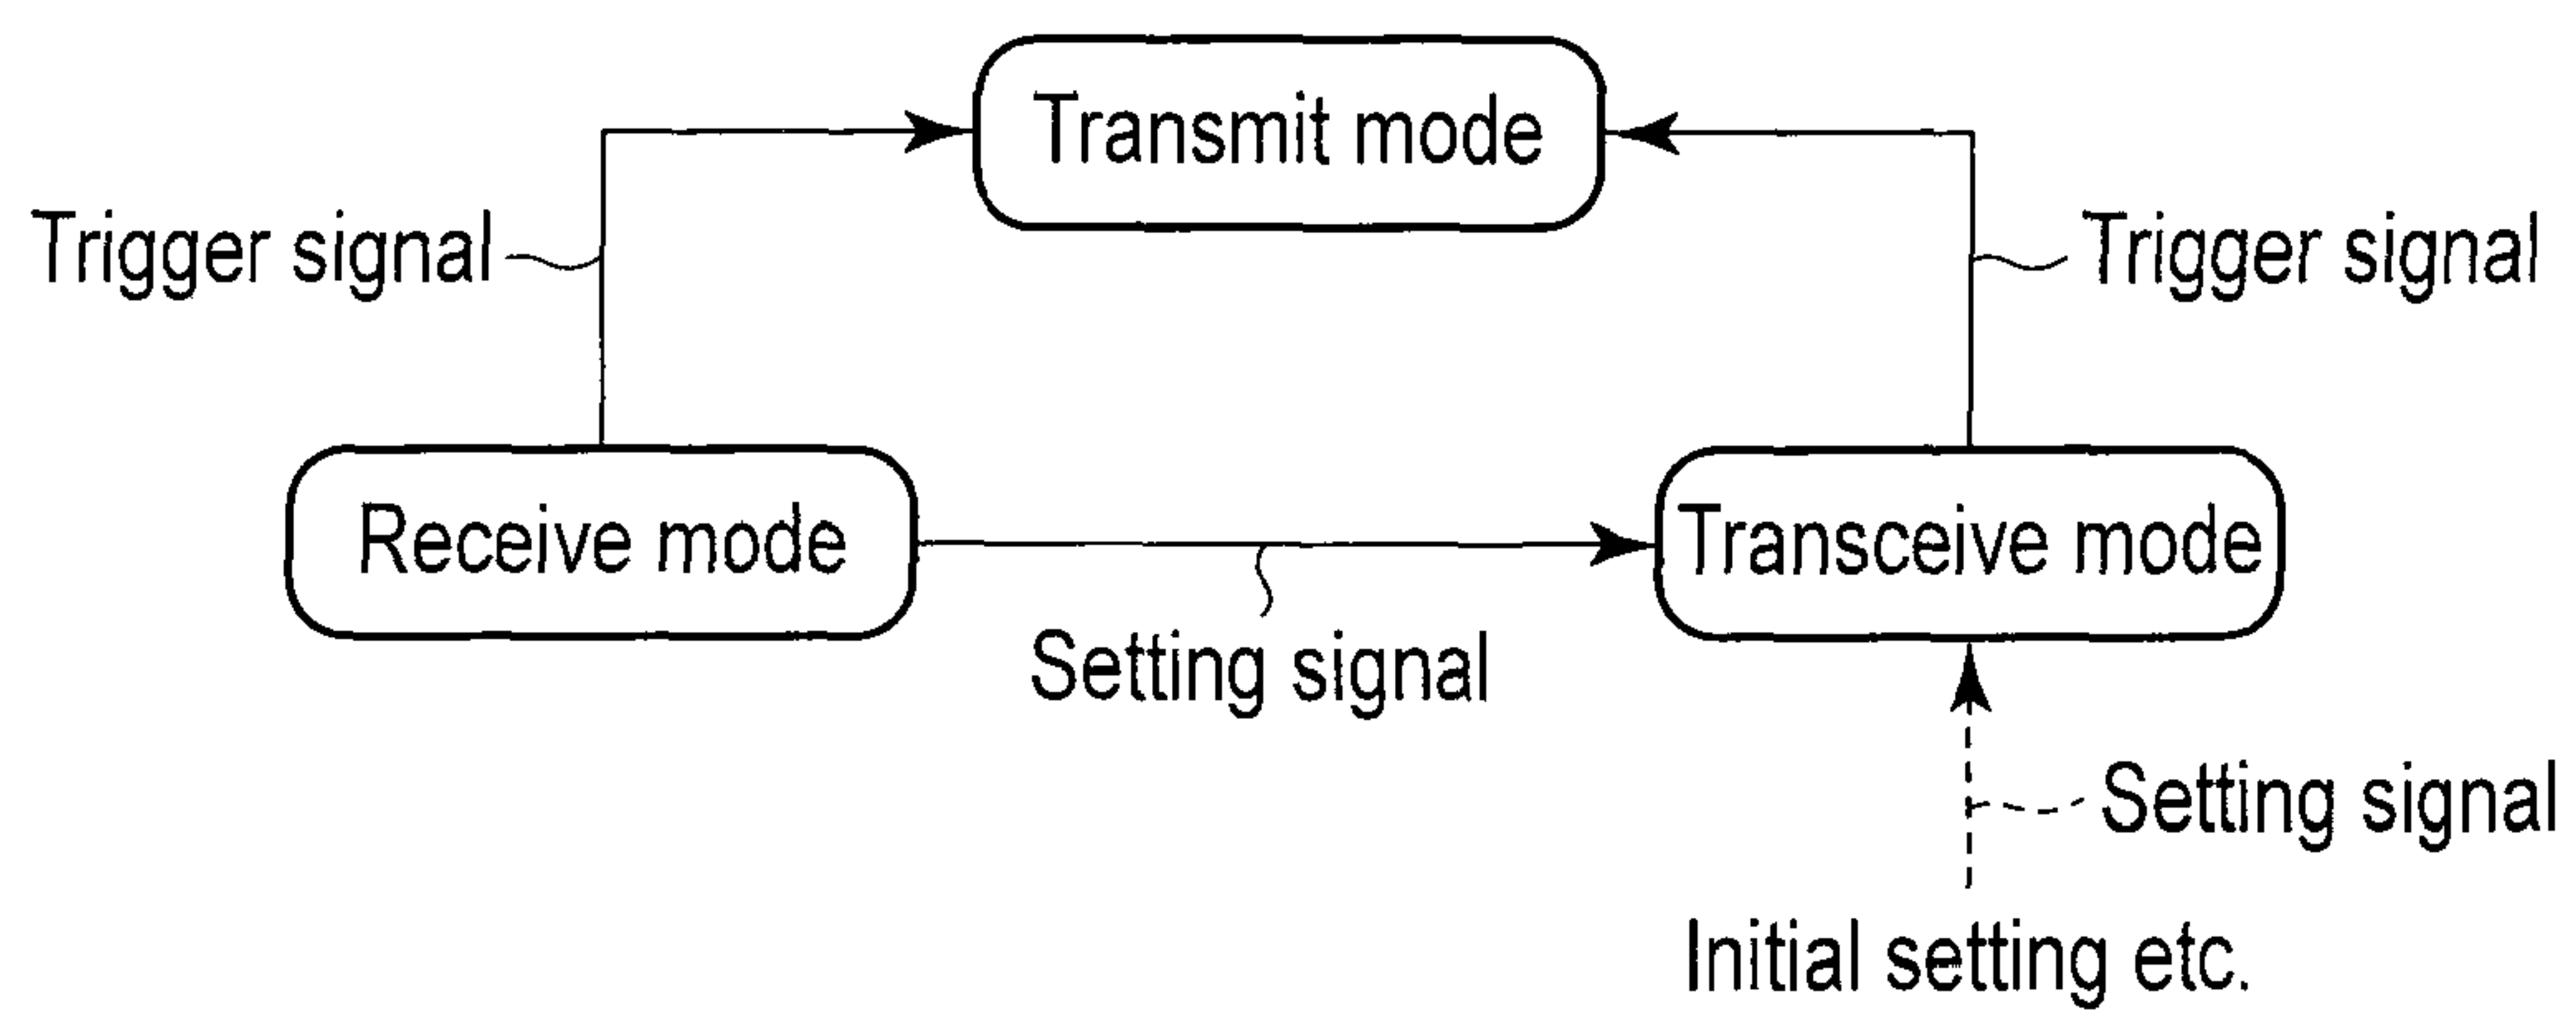 Transmit mode
Trigger signal
Trigger signal
Receive mode
Transceive mode
Setting signal
Setting signal
Initial setting etc.